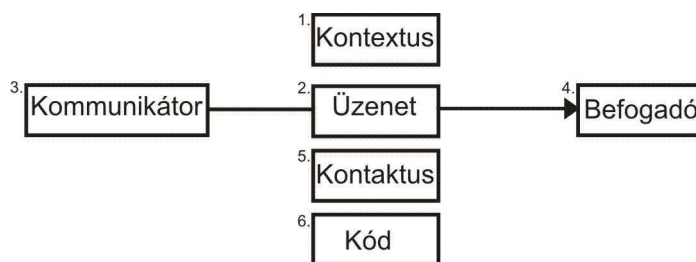 1. Kontextus
3. Kommunikátor
2. Üzenet
4. Befogadó
5. Kontaktus
6. Kód